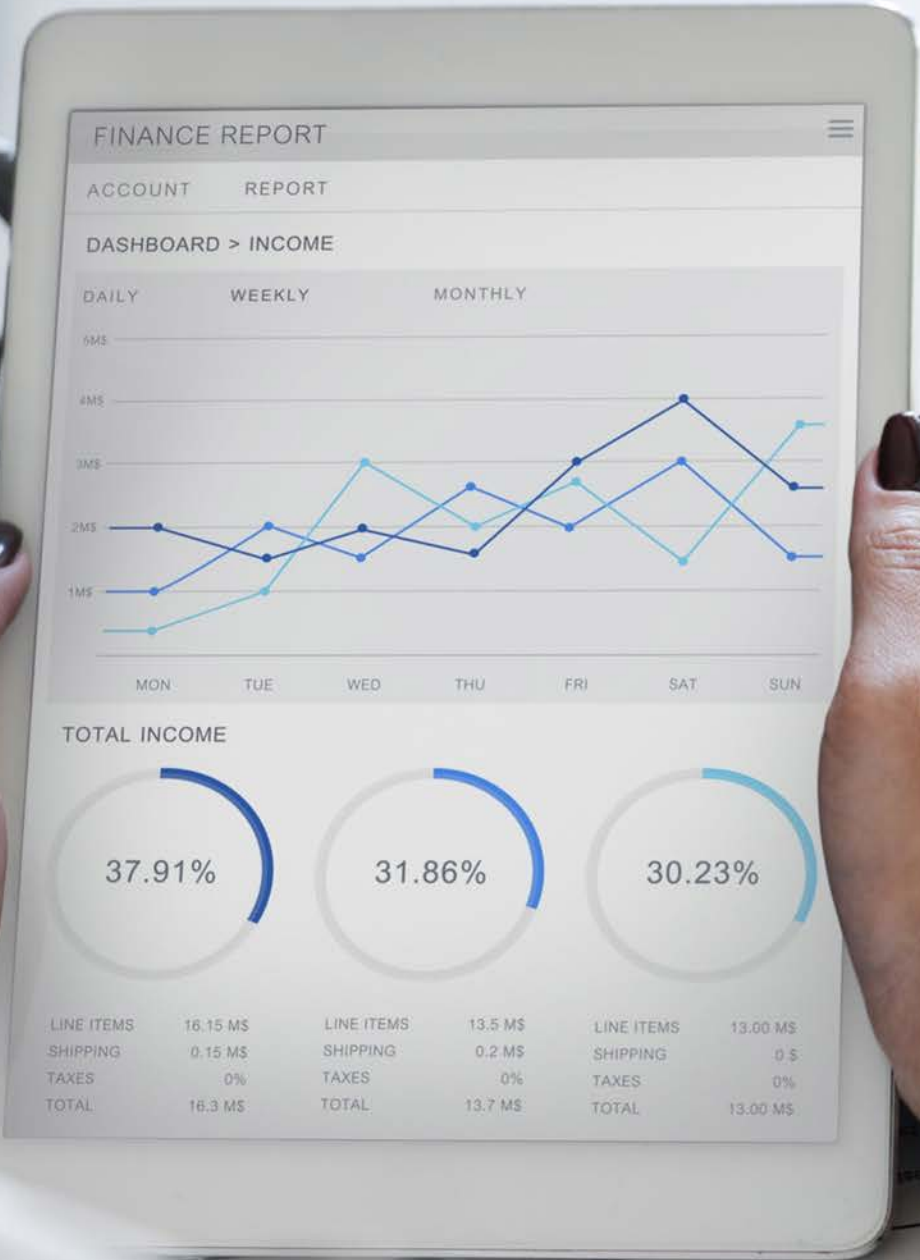 FINANCE REPORT
ACCOUNT REPORT
DASHBOARD > INCOME
DAILY WEEKLY MONTHLY
5M$
4M$
3M$
2M$
1M$
MON TUE WED THU FRI SAT SUN
TOTAL INCOME
37.91% 31.86% 30.23%
LINE ITEMS 16.15 M$ LINE ITEMS 13.5 M$ LINE ITEMS 13.00 M$
SHIPPING 0.15 M$ SHIPPING 0.2 M$ SHIPPING 0 $
TAXES 0% TAXES 0% TAXES 0%
TOTAL 16.3 M$ TOTAL 13.7 M$ TOTAL 13.00 M$